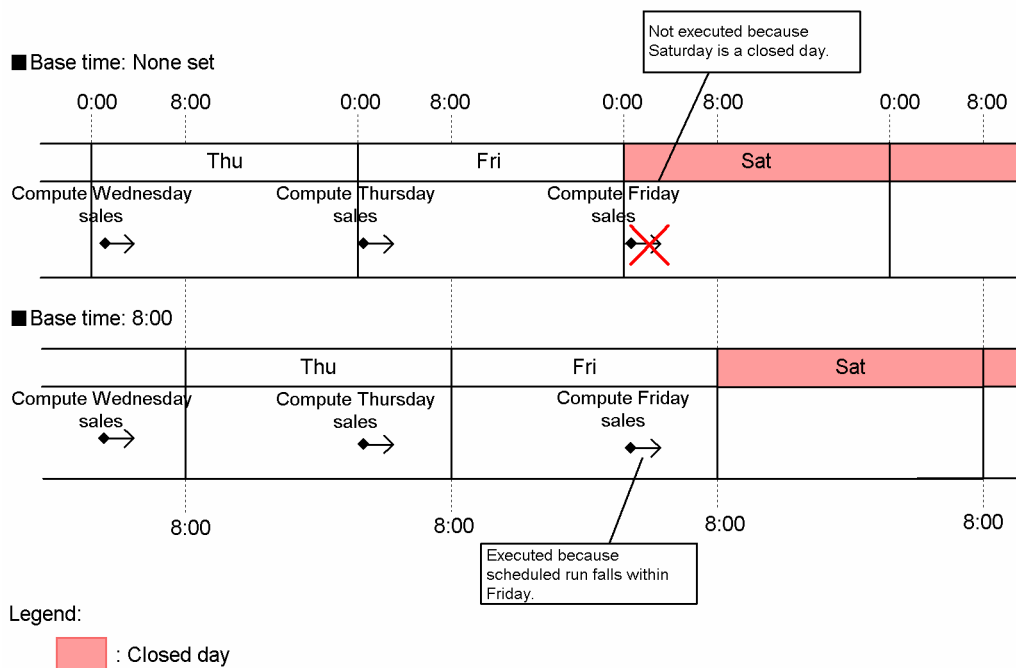 Not executed because
Saturday is a closed day.
■ Base time: None set
0:00 8:00 0:00 8:00 0:00 8:00 0:00 8:00
Thu Fri Sat
Compute Wednesday
sales
Compute Thursday
sales
Compute Friday
sales
■ Base time: 8:00
Thu Fri Sat
Compute Wednesday
sales
Compute Thursday
sales
Compute Friday
sales
8:00 8:00 8:00 8:00
Executed because
scheduled run falls within
Friday.
Legend:
: Closed day